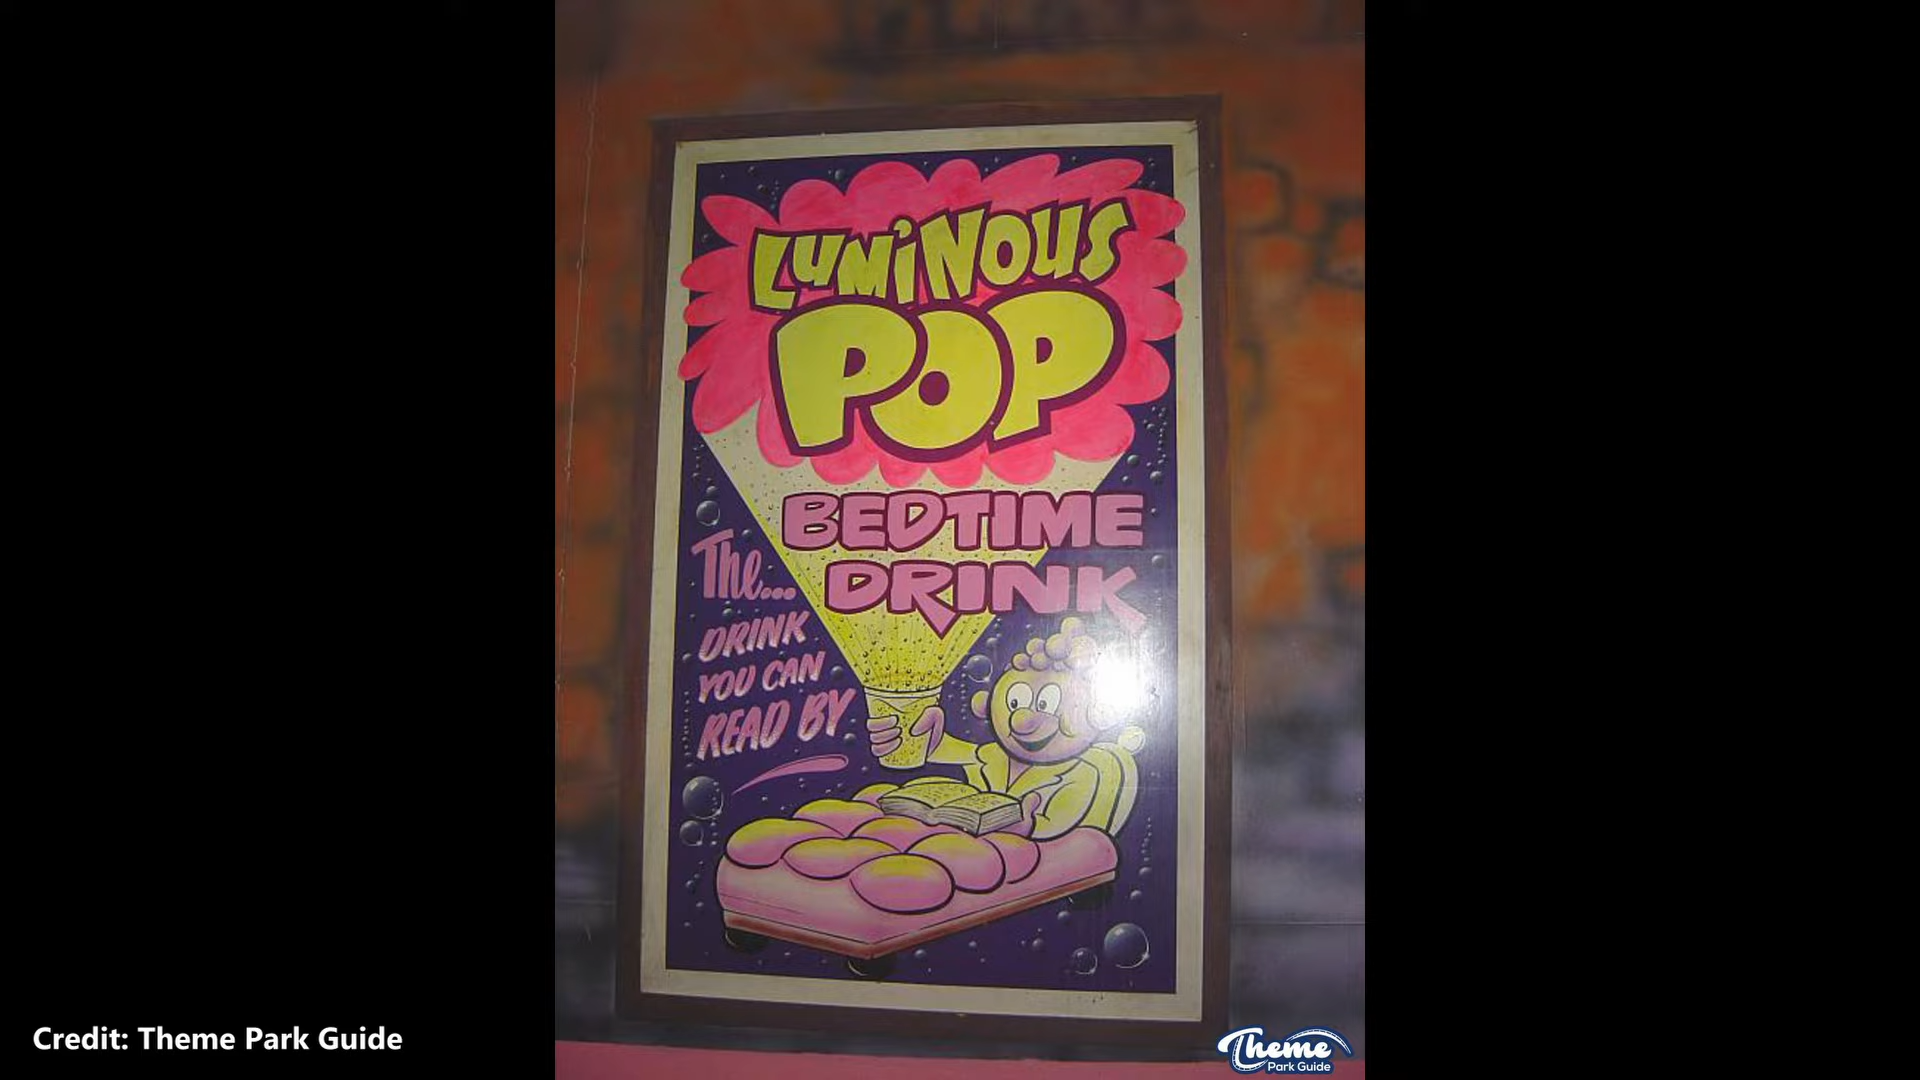 LUMINOUS
POP
BEDTIME
DRINK
The...
DRINK
YOU CAN
READ BY
Credit: Theme Park Guide
Theme
Park Guide